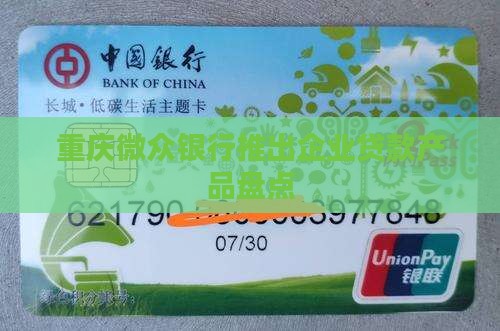 中国银行
BANK OF CHINA
长城·低碳生活主题卡
重庆微众银行推出企业贷款产
品盘点
621790
07/30
UnionPay
银联